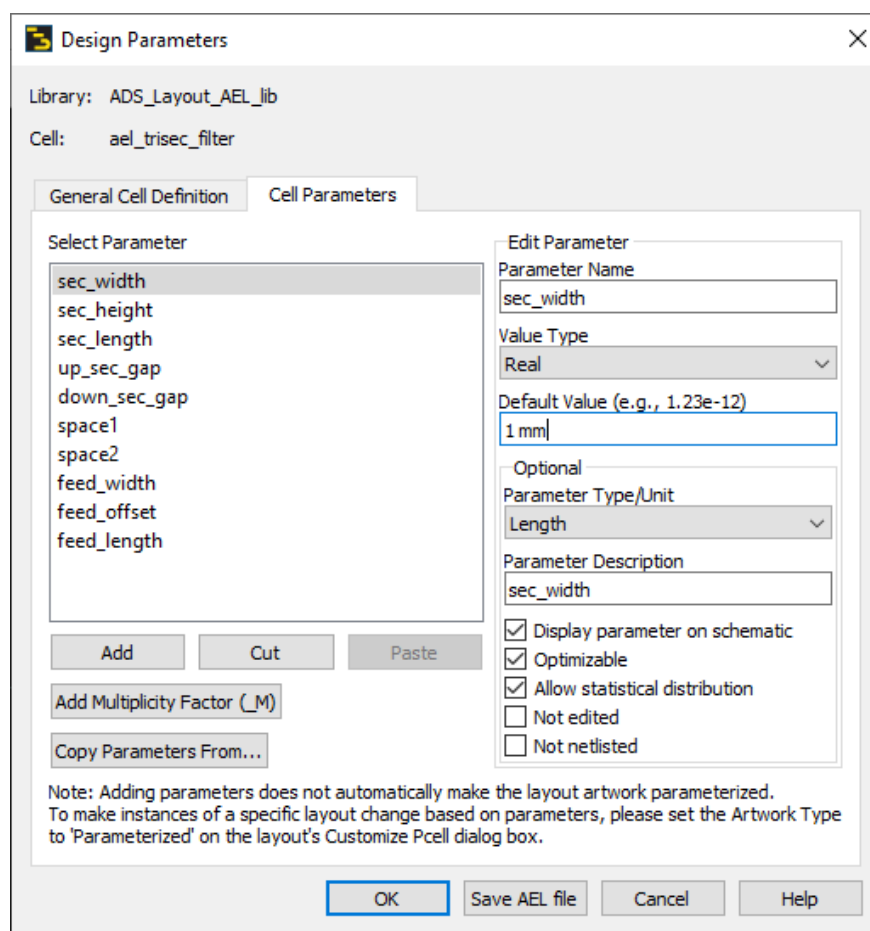 Design Parameters
Library: ADS_Layout_AEL_lib
Cell: ael_trisec_filter
General Cell Definition
Cell Parameters
Select Parameter
sec_width
sec_height
sec_length
up_sec_gap
down_sec_gap
space1
space2
feed_width
feed_offset
feed_length
Add
Cut
Paste
Add Multiplicity Factor (_M)
Copy Parameters From...
Edit Parameter
Parameter Name
sec_width
Value Type
Real
Default Value (e.g., 1.23e-12)
1 mm
Optional
Parameter Type/Unit
Length
Parameter Description
sec_width
Display parameter on schematic
Optimizable
Allow statistical distribution
Not edited
Not netlisted
Note: Adding parameters does not automatically make the layout artwork parameterized.
To make instances of a specific layout change based on parameters, please set the Artwork Type
to 'Parameterized' on the layout's Customize Pcell dialog box.
OK
Save AEL file
Cancel
Help